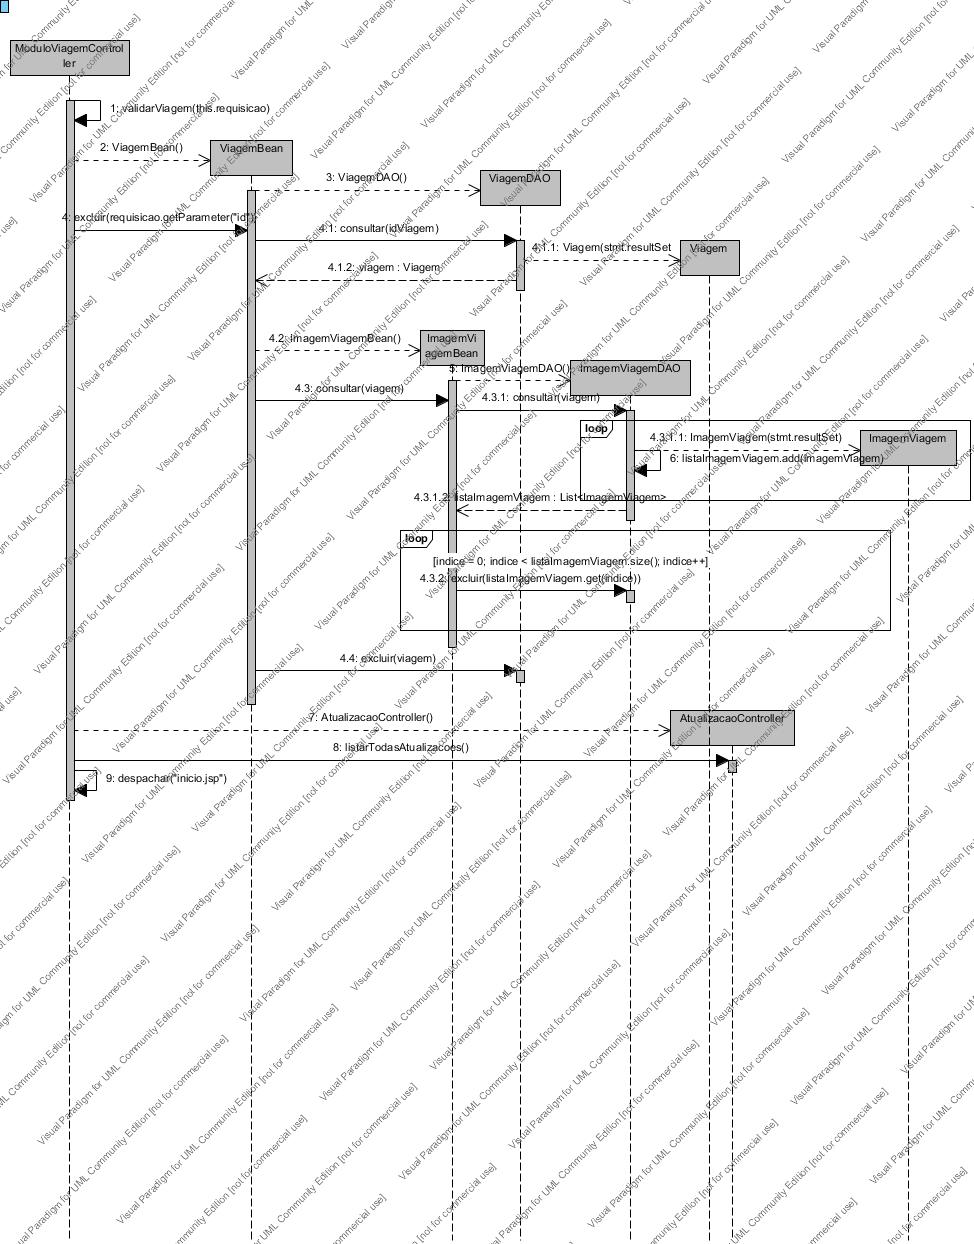 ModuloViagemControl
ler
1: validarViagem(this.requisicao)
2: ViagemBean()
ViagemBean
3: ViagemDAO()
ViagemDAO
4: excluir(requisicao.getParameter("id"))
4.1: consultar(idViagem)
4.1.1: Viagem(stmt.resultSet
Viagem
4.1.2: viagem : Viagem
4.2: ImagemViagemBean()
ImagemVi
agemBean
5: ImagemViagemDAO()
ImagemViagemDAO
4.3: consultar(viagem)
4.3.1: consultar(viagem)
loop
4.3.1.1: ImagemViagem(stmt.resultSet)
ImagemViagem
6: listaImagemViagem.add(imagemViagem)
4.3.1.2: listaImagemViagem : List<ImagemViagem>
loop
[indice = 0; indice < listaImagemViagem.size(); indice++]
4.3.2: excluir(listaImagemViagem.get(indice))
4.4: excluir(viagem)
7: AtualizacaoController()
AtualizacaoController
8: listarTodasAtualizacoes()
9: despachar("inicio.jsp")
Visual Paradigm for UML Community Edition [not for commercial use]